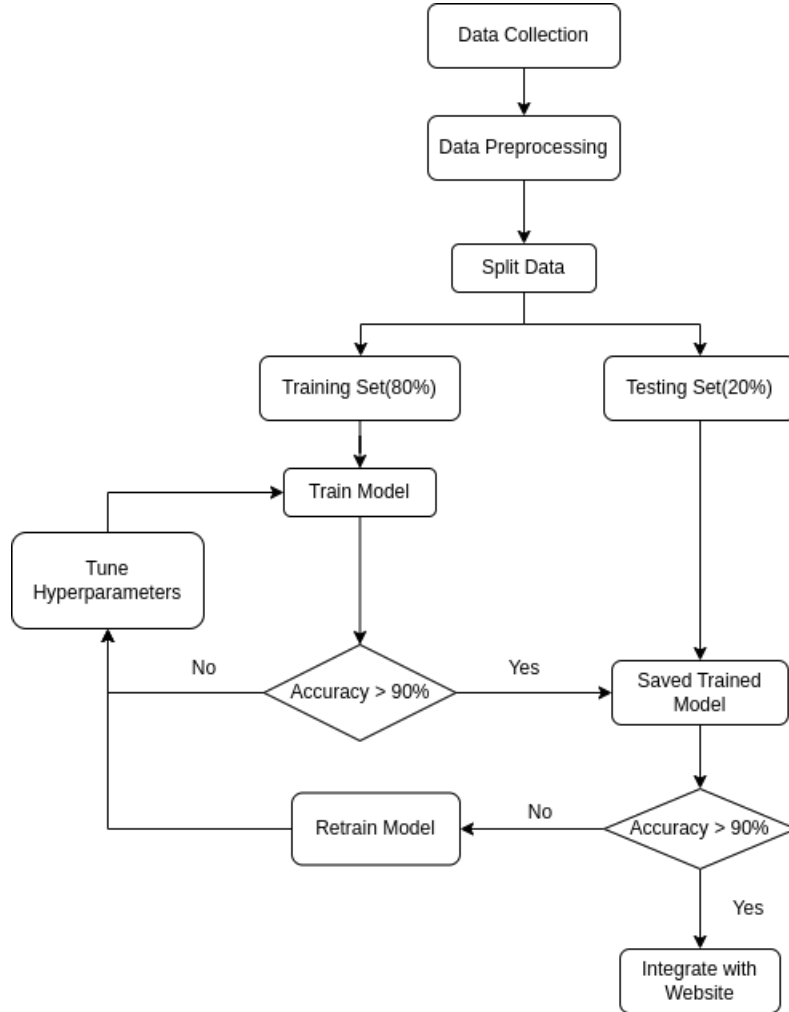 Data Collection
Data Preprocessing
Split Data
Training Set(80%)
Testing Set(20%)
Train Model
Tune
Hyperparameters
No
Accuracy > 90%
Yes
Saved Trained
Model
Retrain Model
No
Accuracy > 90%
Yes
Integrate with
Website